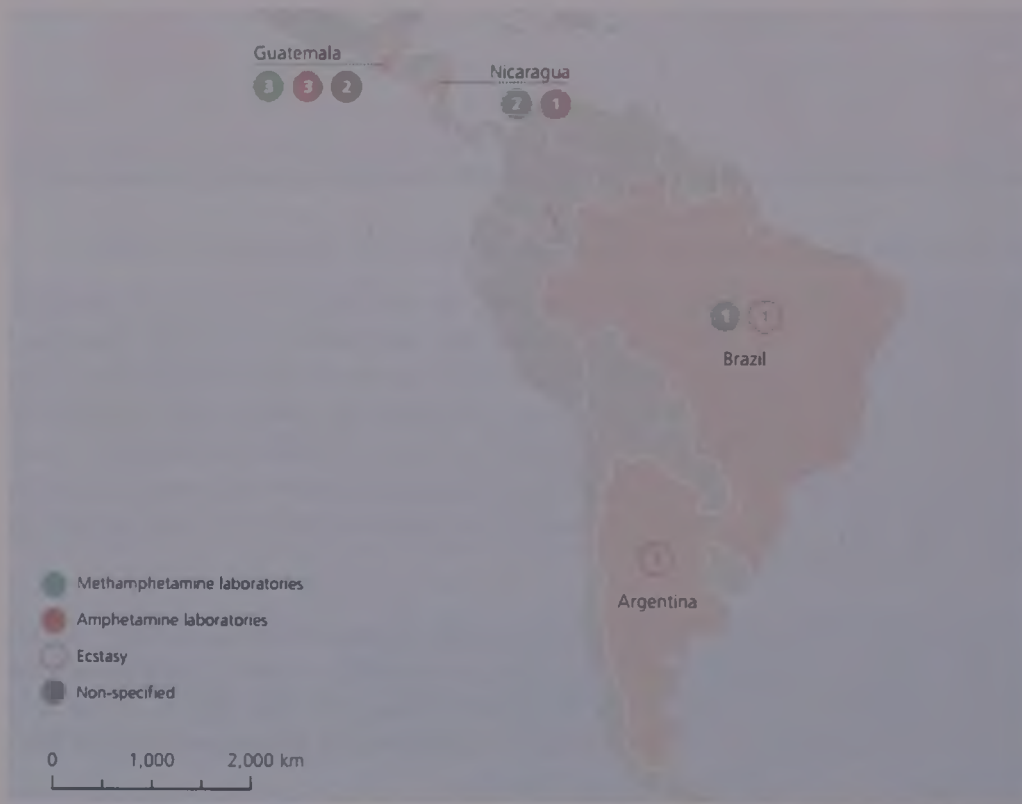 Guatemala
3 3 2
Nicaragua
2 1
1 1
Brazil
1
Argentina
Methamphetamine laboratories
Amphetamine laboratories
Ecstasy
Non-specified
0 1,000 2,000 km